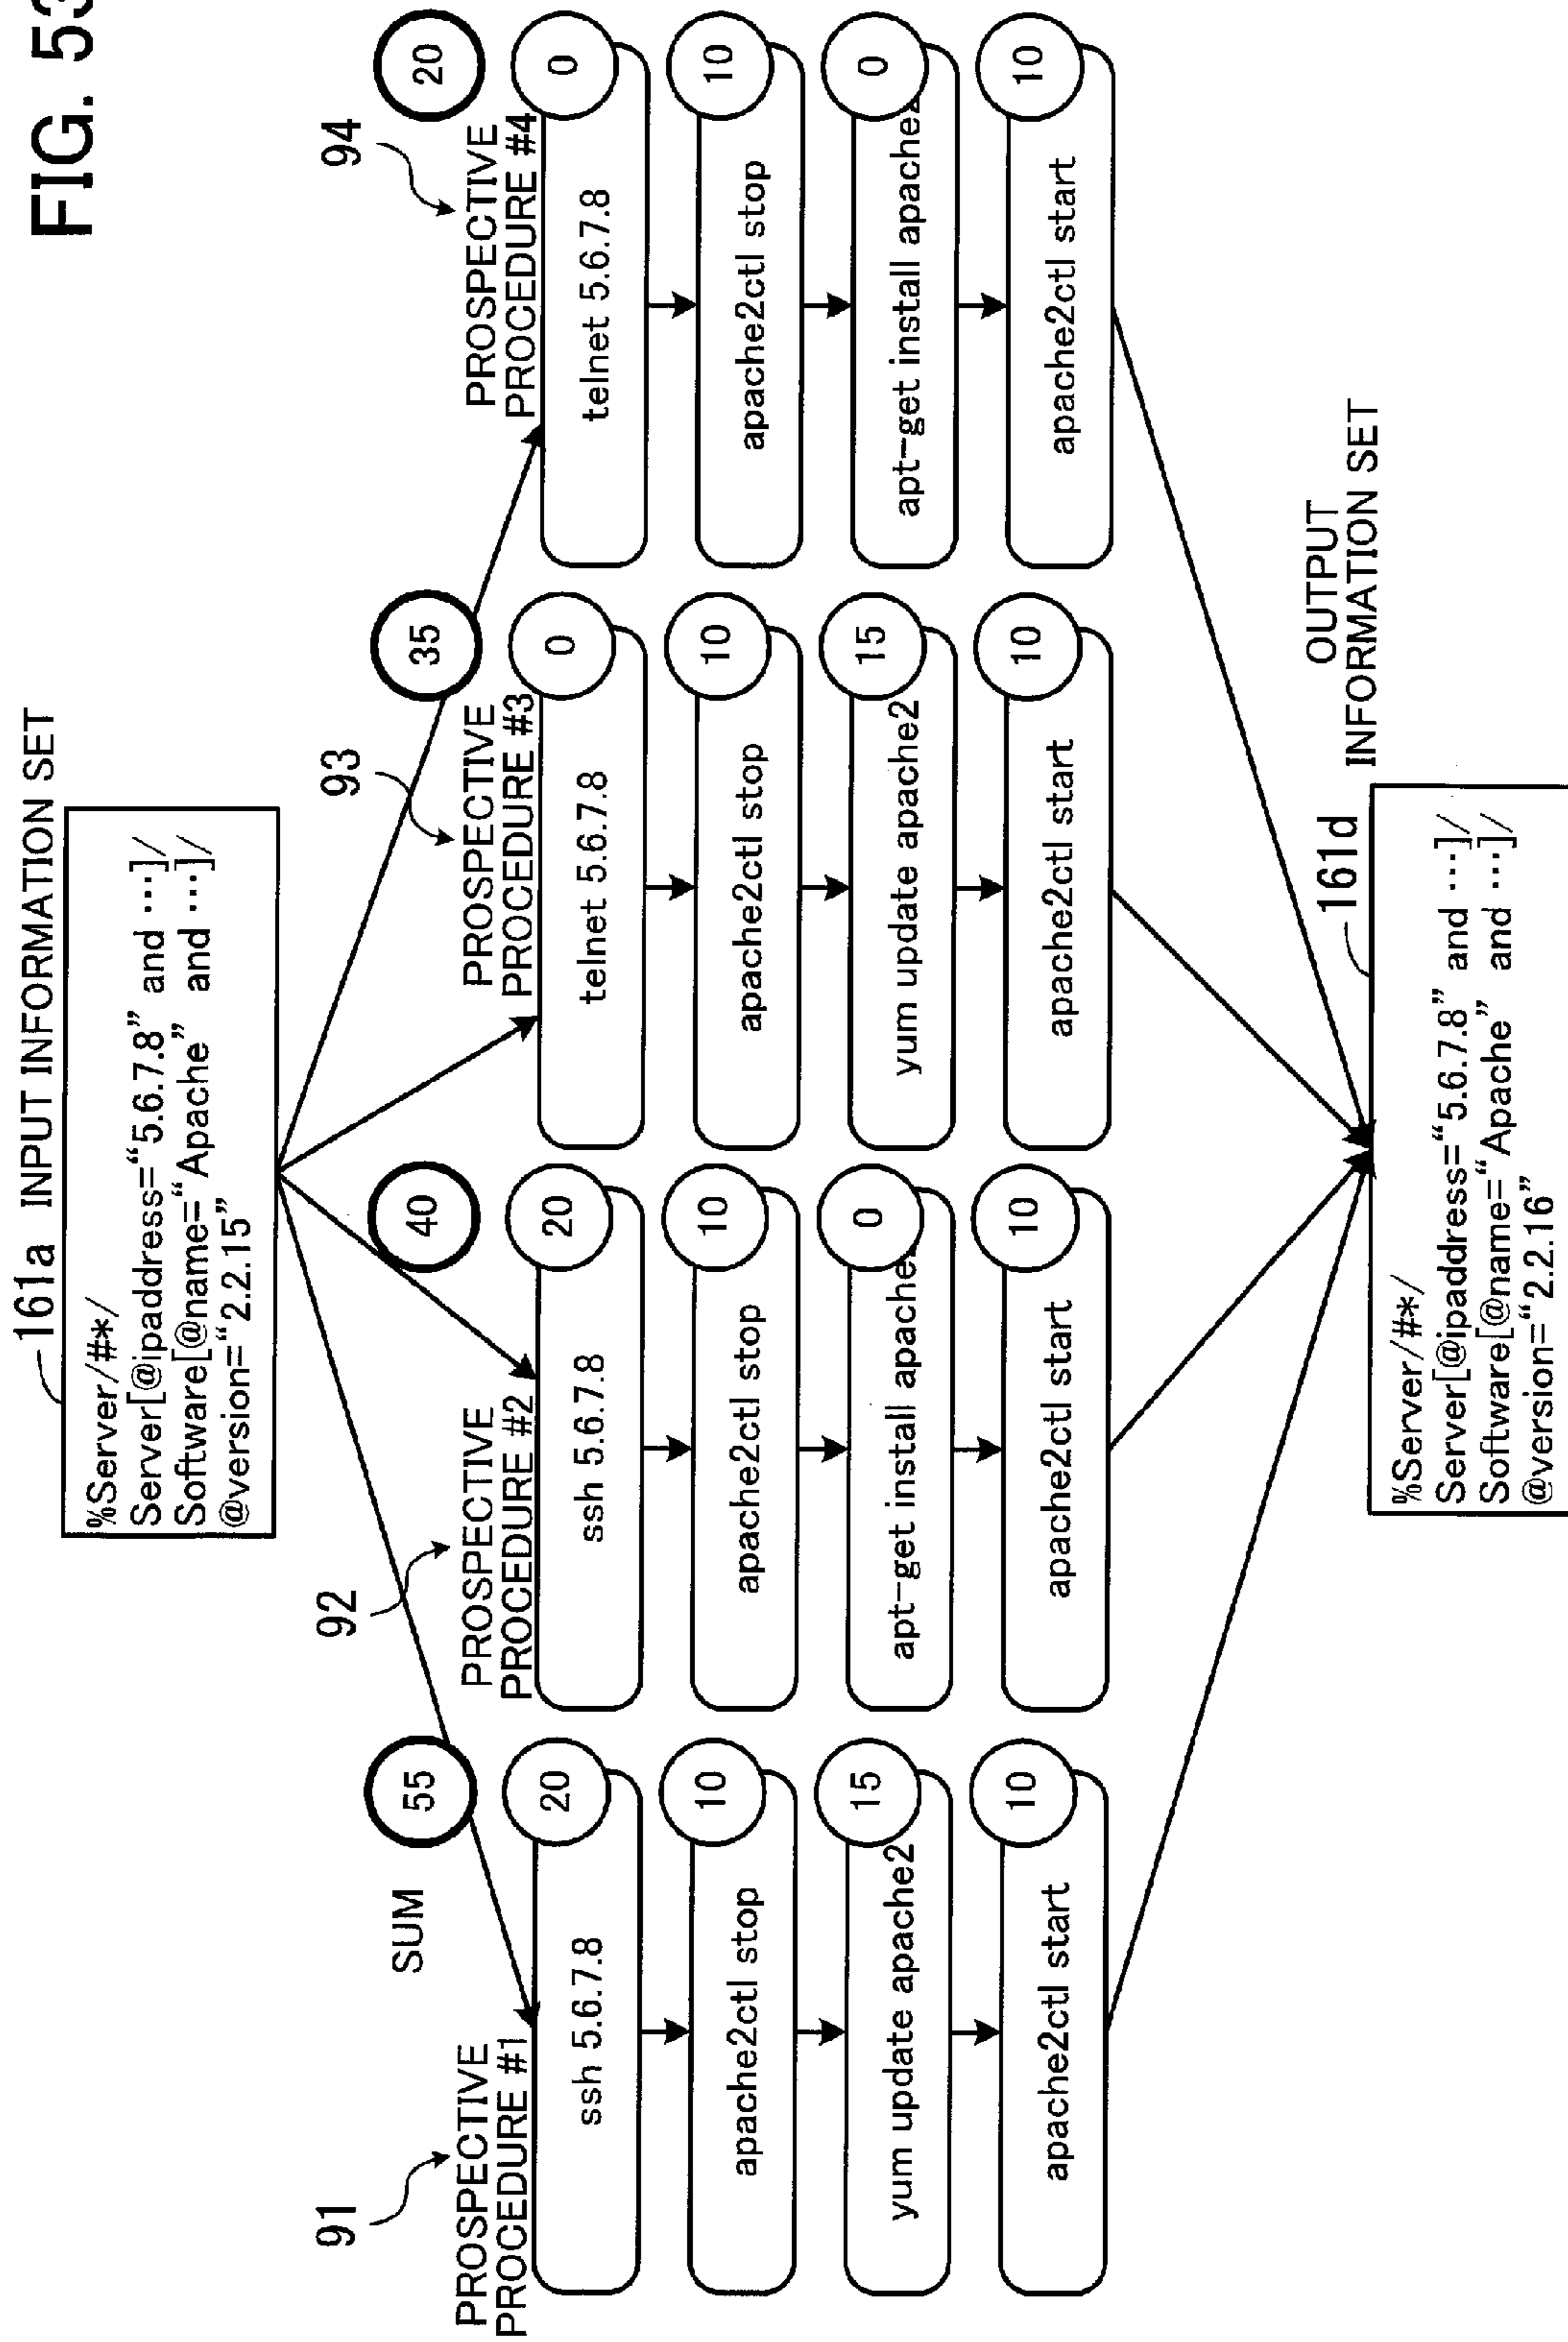 FIG. 53
161a INPUT INFORMATION SET
%Server/#*/
Server[@ipaddress=“5.6.7.8” and ⋯]/
Software[@name=“Apache” and ⋯]/
@version=“2.2.15”
91
PROSPECTIVE
PROCEDURE #1
SUM
55
ssh 5.6.7.8
20
apache2ctl stop
10
yum update apache2
15
apache2ctl start
10
92
PROSPECTIVE
PROCEDURE #2
40
ssh 5.6.7.8
20
apache2ctl stop
10
apt-get install apache
0
apache2ctl start
10
93
PROSPECTIVE
PROCEDURE #3
35
telnet 5.6.7.8
0
apache2ctl stop
10
yum update apache2
15
apache2ctl start
10
94
PROSPECTIVE
PROCEDURE #4
20
telnet 5.6.7.8
0
apache2ctl stop
10
apt-get install apache2
0
apache2ctl start
10
OUTPUT
INFORMATION SET
161d
%Server/#*/
Server[@ipaddress=“5.6.7.8” and ⋯]/
Software[@name=“Apache” and ⋯]/
@version=“2.2.16”